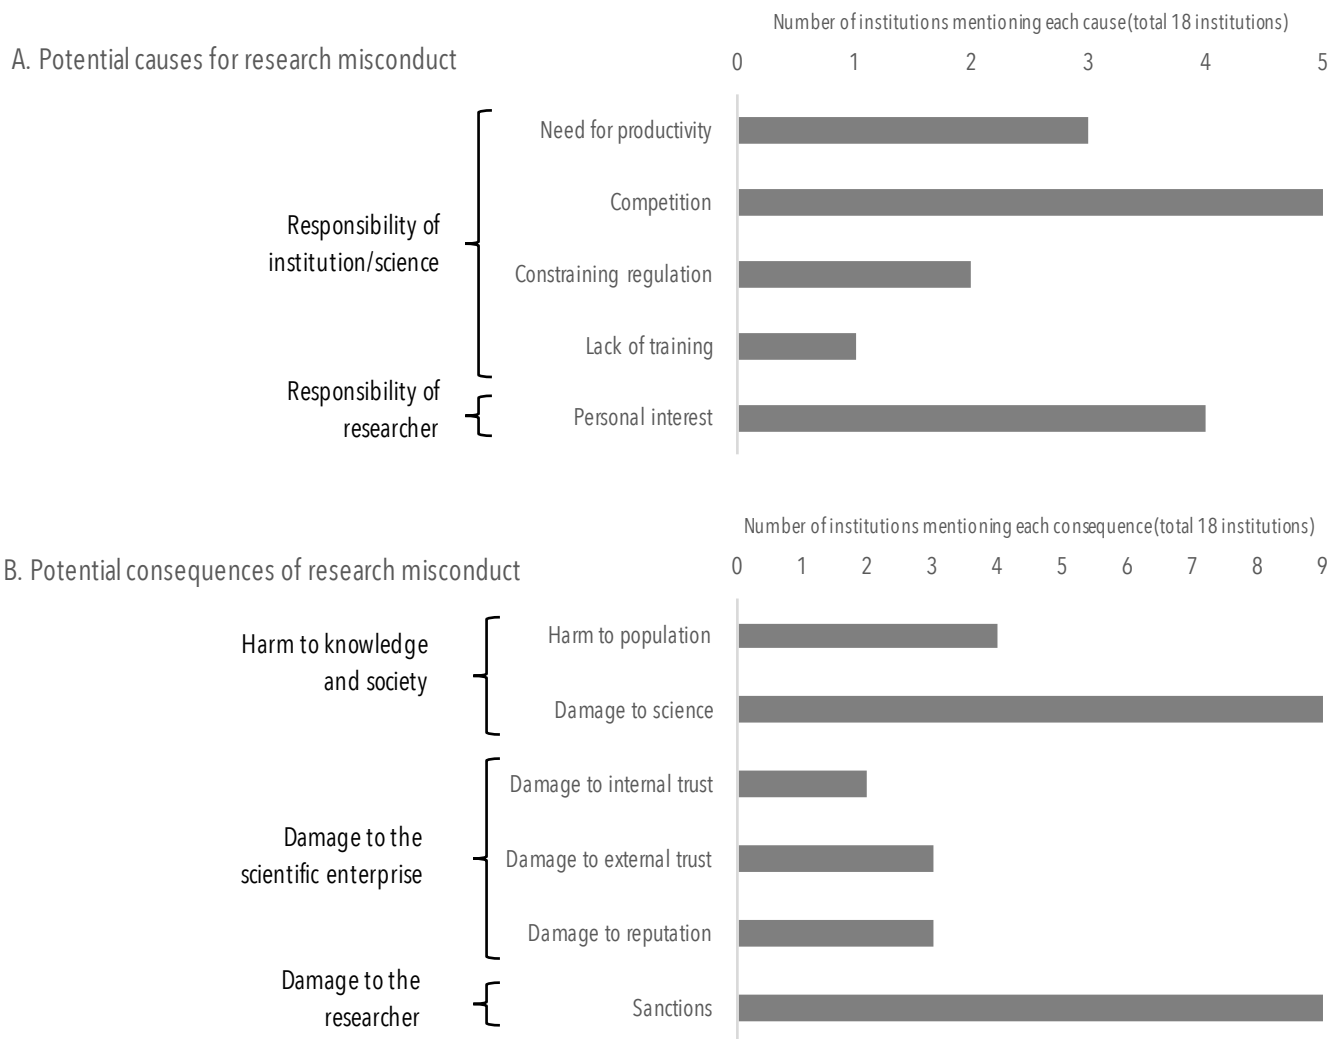 Number of institutions mentioning each cause (total 18 institutions)
A. Potential causes for research misconduct
0 1 2 3 4 5
Need for productivity
Competition
Responsibility of
institution/science
Constraining regulation
Lack of training
Responsibility of
researcher
Personal interest
Number of institutions mentioning each consequence (total 18 institutions)
B. Potential consequences of research misconduct
0 1 2 3 4 5 6 7 8 9
Harm to knowledge
and society
Harm to population
Damage to science
Damage to internal trust
Damage to the
scientific enterprise
Damage to external trust
Damage to reputation
Damage to the
researcher
Sanctions